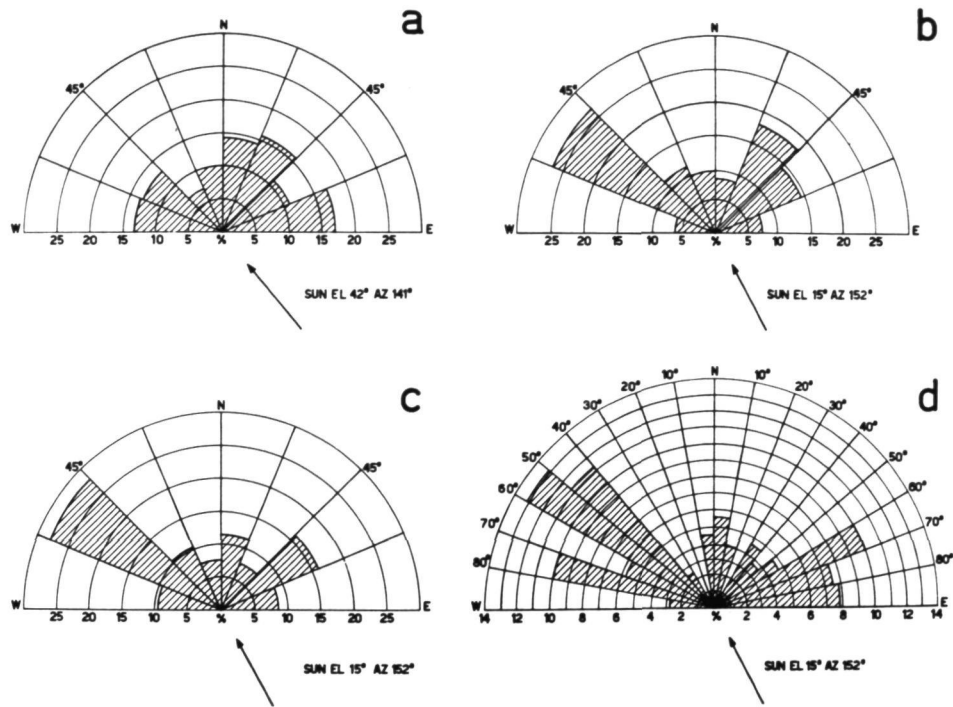 a
N
45° 45°
W E
25 20 15 10 5 % 5 10 15 20 25
SUN EL 42° AZ 141°
b
N
45° 45°
W E
25 20 15 10 5 % 5 10 15 20 25
SUN EL 15° AZ 152°
c
N
45° 45°
W E
25 20 15 10 5 % 5 10 15 20 25
SUN EL 15° AZ 152°
d
N
10° 10°
20° 20°
30° 30°
40° 40°
50° 50°
60° 60°
70° 70°
80° 80°
W E
14 12 10 8 6 4 2 % 2 4 6 8 10 12 14
SUN EL 15° AZ 152°